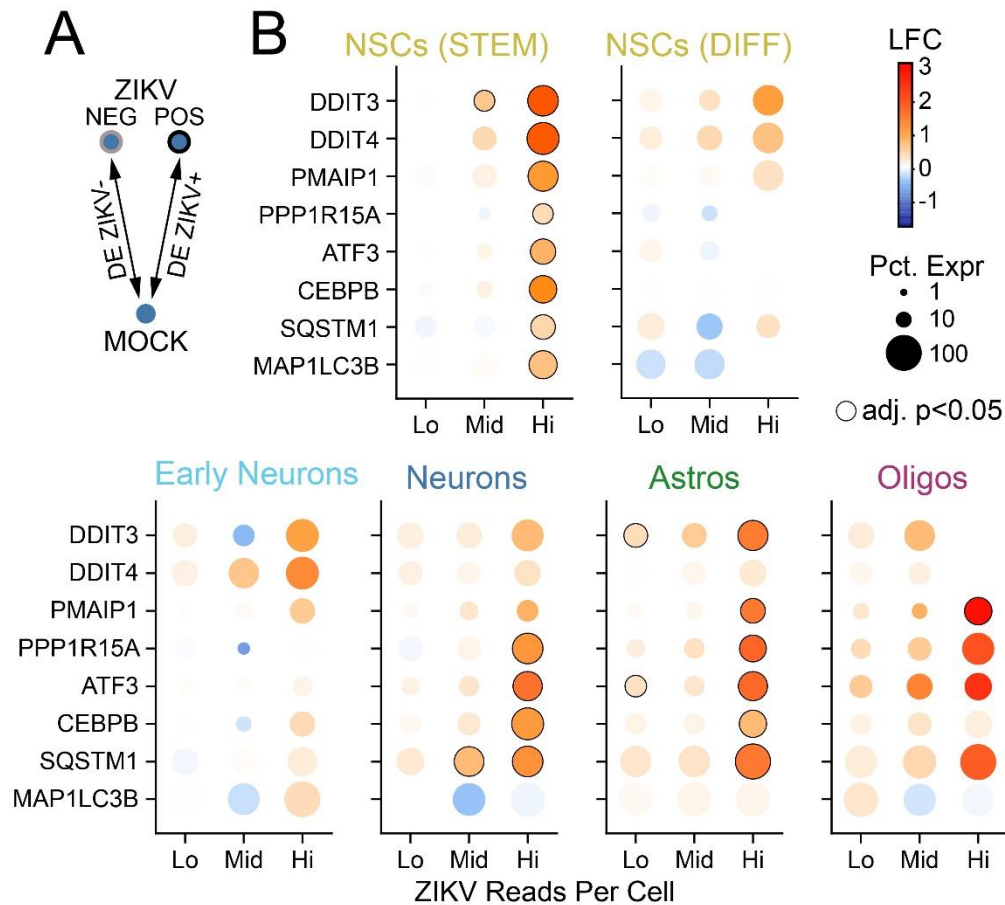 A
B
ZIKV
NEG POS
DE ZIKV-
DE ZIKV+
MOCK
NSCs (STEM)
NSCs (DIFF)
DDIT3
DDIT4
PMAIP1
PPP1R15A
ATF3
CEBPB
SQSTM1
MAP1LC3B
Lo Mid Hi
Lo Mid Hi
LFC
3
2
1
0
-1
Pct. Expr
1
10
100
adj. p<0.05
Early Neurons
Neurons
Astros
Oligos
DDIT3
DDIT4
PMAIP1
PPP1R15A
ATF3
CEBPB
SQSTM1
MAP1LC3B
Lo Mid Hi
Lo Mid Hi
Lo Mid Hi
Lo Mid Hi
ZIKV Reads Per Cell